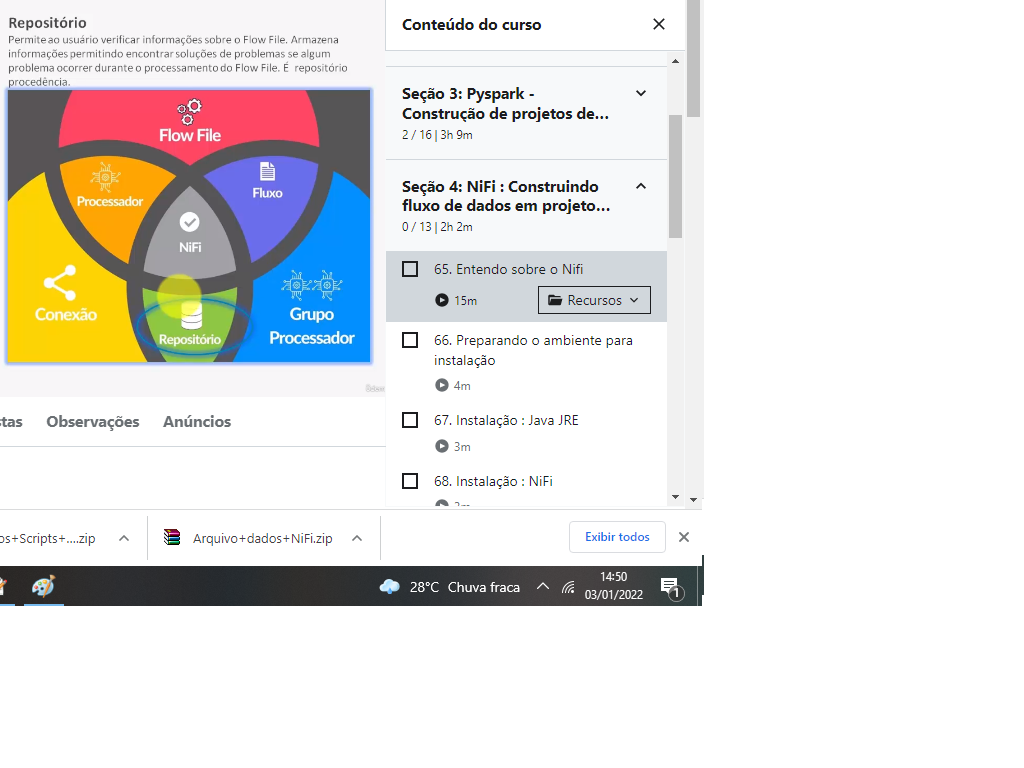 Repositório
Permite ao usuário verificar informações sobre o Flow File. Armazena
informações permitindo encontrar soluções de problemas se algum
problema ocorrer durante o processamento do Flow File. É repositório
procedência.
Flow File
Processador
Fluxo
NiFi
Conexão
Repositório
Grupo
Processador
Conteúdo do curso
Seção 3: Pyspark -
Construção de projetos de...
2 / 16 | 3h 9m
Seção 4: NiFi : Construindo
fluxo de dados em projeto...
0 / 13 | 2h 2m
65. Entendo sobre o Nifi
15m
Recursos
66. Preparando o ambiente para
instalação
4m
67. Instalação : Java JRE
3m
68. Instalação : NiFi
stas
Observações
Anúncios
os+Scripts+....zip
Arquivo+dados+NiFi.zip
Exibir todos
28°C Chuva fraca
14:50
03/01/2022
1